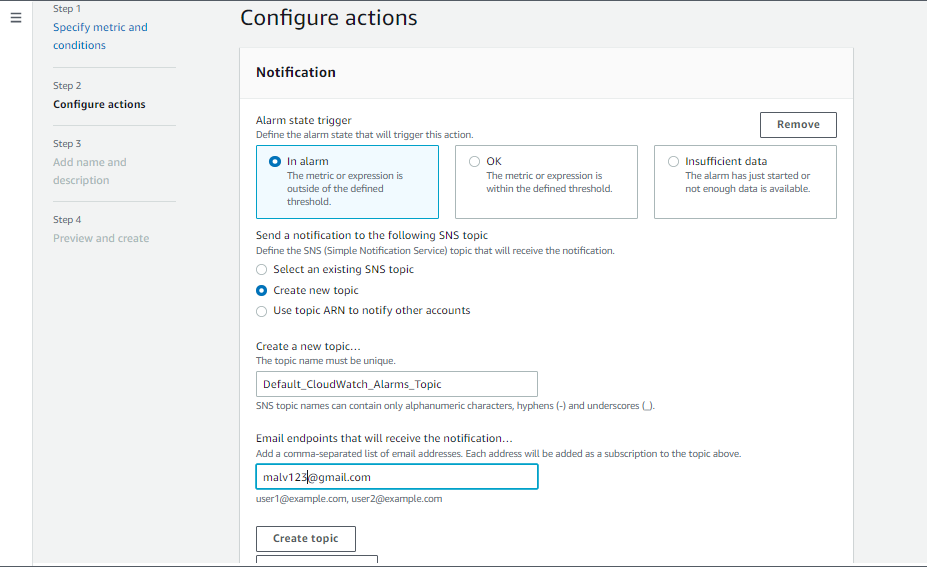 Step 1
Specify metric and
conditions
Step 2
Configure actions
Step 3
Add name and
description
Step 4
Preview and create
Configure actions
Notification
Alarm state trigger
Define the alarm state that will trigger this action.
Remove
In alarm
The metric or expression is
outside of the defined
threshold.
OK
The metric or expression is
within the defined threshold.
Insufficient data
The alarm has just started or
not enough data is available.
Send a notification to the following SNS topic
Define the SNS (Simple Notification Service) topic that will receive the notification.
Select an existing SNS topic
Create new topic
Use topic ARN to notify other accounts
Create a new topic…
The topic name must be unique.
Default_CloudWatch_Alarms_Topic
SNS topic names can contain only alphanumeric characters, hyphens (-) and underscores (_).
Email endpoints that will receive the notification…
Add a comma-separated list of email addresses. Each address will be added as a subscription to the topic above.
malv123@gmail.com
user1@example.com, user2@example.com
Create topic